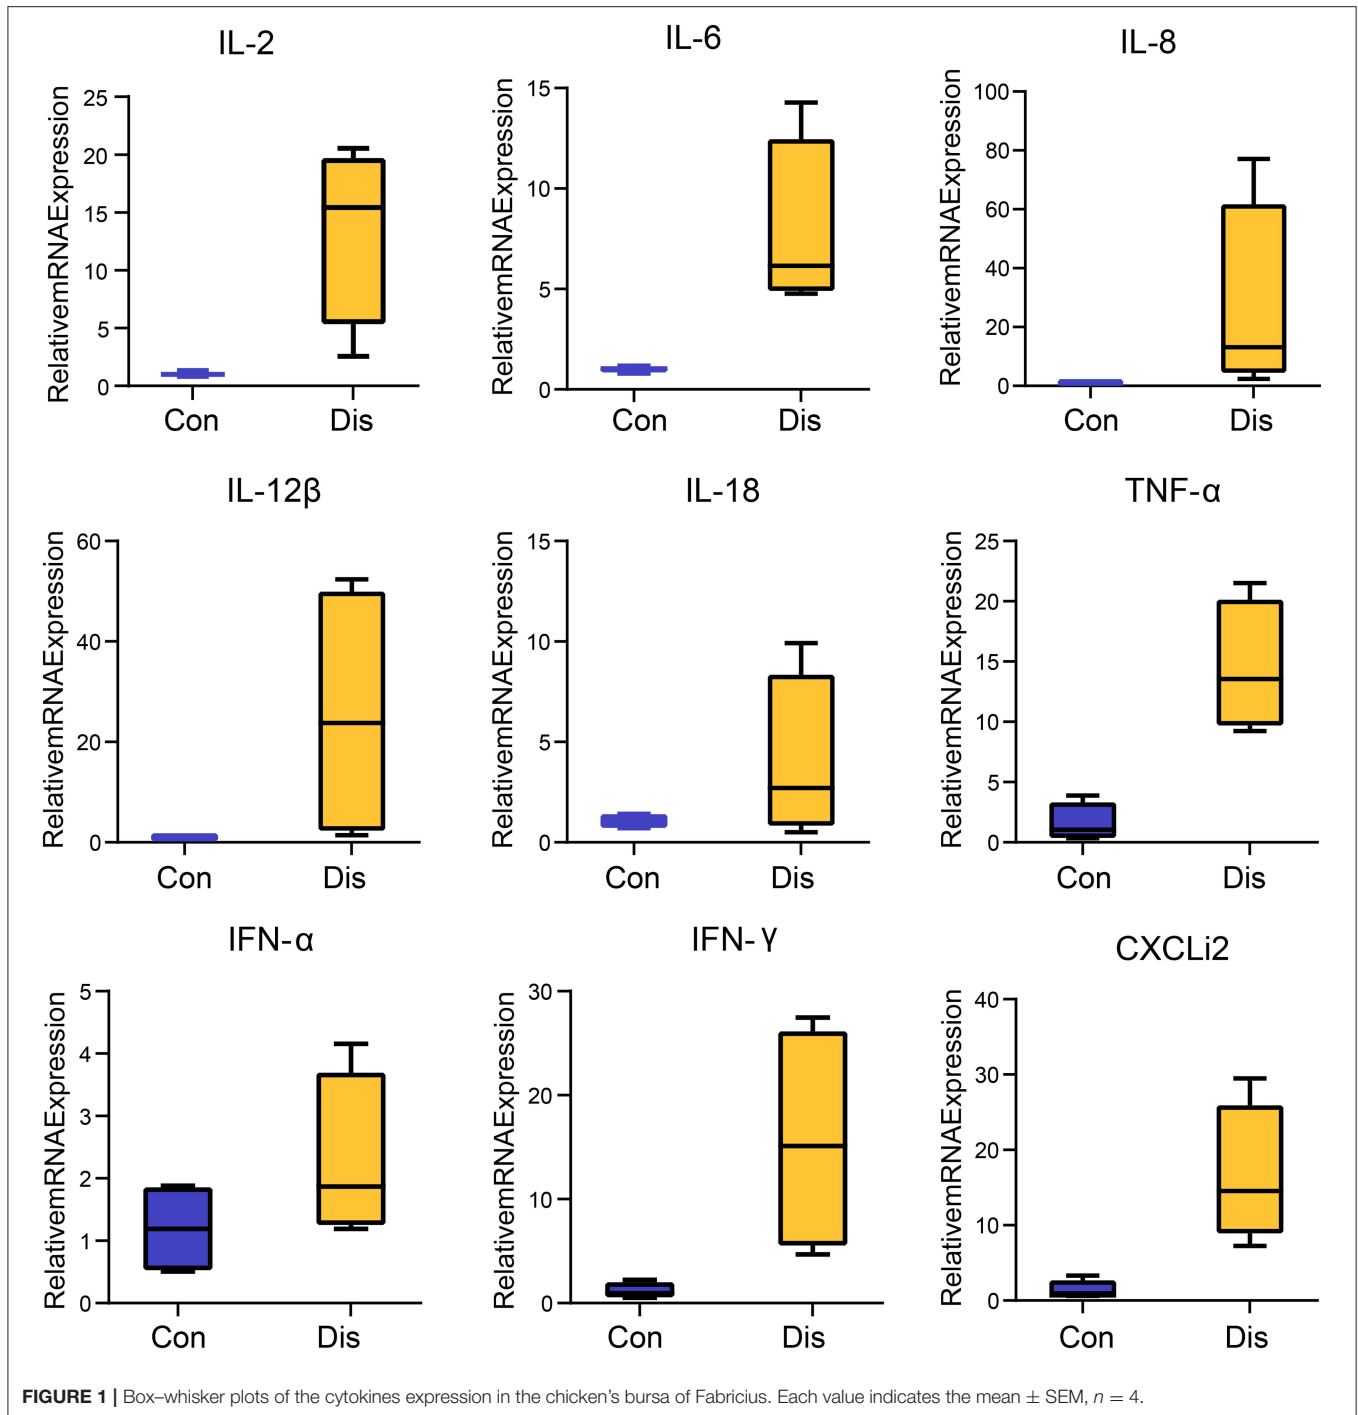 IL-2
RelativemRNAExpression
25
20
15
10
5
0
Con Dis
IL-6
RelativemRNAExpression
15
10
5
0
Con Dis
IL-8
RelativemRNAExpression
100
80
60
40
20
0
Con Dis
IL-12β
RelativemRNAExpression
60
40
20
0
Con Dis
IL-18
RelativemRNAExpression
15
10
5
0
Con Dis
TNF-α
RelativemRNAExpression
25
20
15
10
5
0
Con Dis
IFN-α
RelativemRNAExpression
5
4
3
2
1
0
Con Dis
IFN-γ
RelativemRNAExpression
30
20
10
0
Con Dis
CXCLi2
RelativemRNAExpression
40
30
20
10
0
Con Dis
FIGURE 1 | Box–whisker plots of the cytokines expression in the chicken's bursa of Fabricius. Each value indicates the mean ± SEM, n = 4.